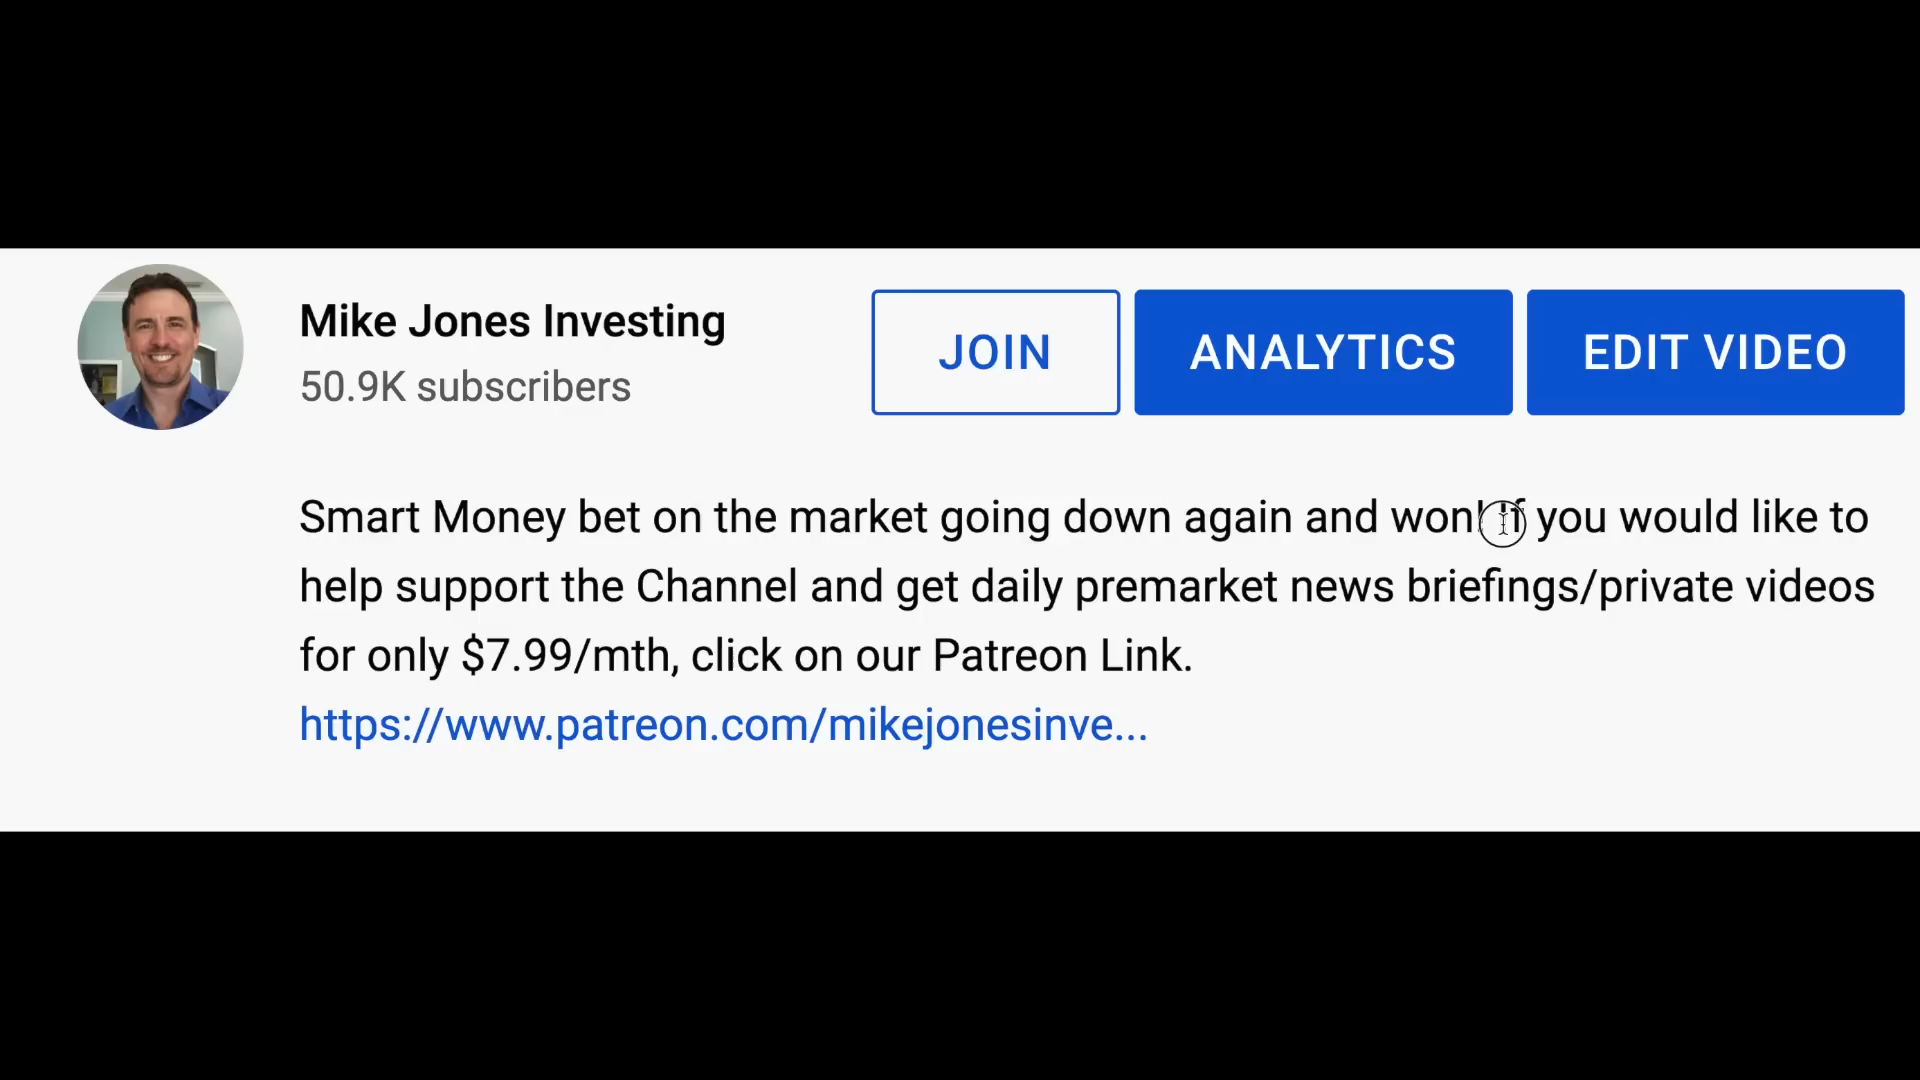 Mike Jones Investing
50.9K subscribers
JOIN
ANALYTICS
EDIT VIDEO
Smart Money bet on the market going down again and won! If you would like to
help support the Channel and get daily premarket news briefings/private videos
for only $7.99/mth, click on our Patreon Link.
https://www.patreon.com/mikejonesinve...